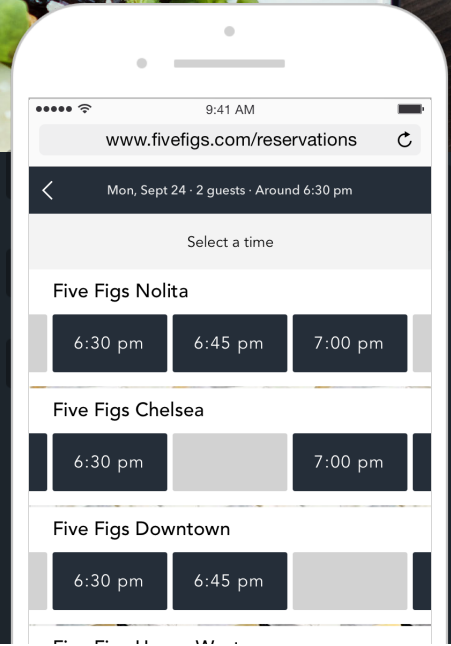 9:41 AM
www.fivefigs.com/reservations
Mon, Sept 24 · 2 guests · Around 6:30 pm
Select a time
Five Figs Nolita
6:30 pm 6:45 pm 7:00 pm
Five Figs Chelsea
6:30 pm 7:00 pm
Five Figs Downtown
6:30 pm 6:45 pm
Five Figs